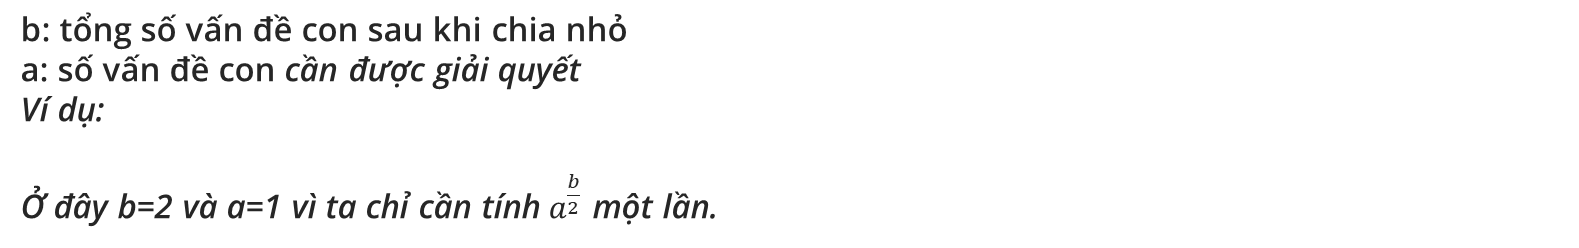 b: tổng số vấn đề con sau khi chia nhỏ
a: số vấn đề con cần được giải quyết
Ví dụ:
Ở đây b=2 và a=1 vì ta chỉ cần tính $a^{\frac{b}{2}}$ một lần.